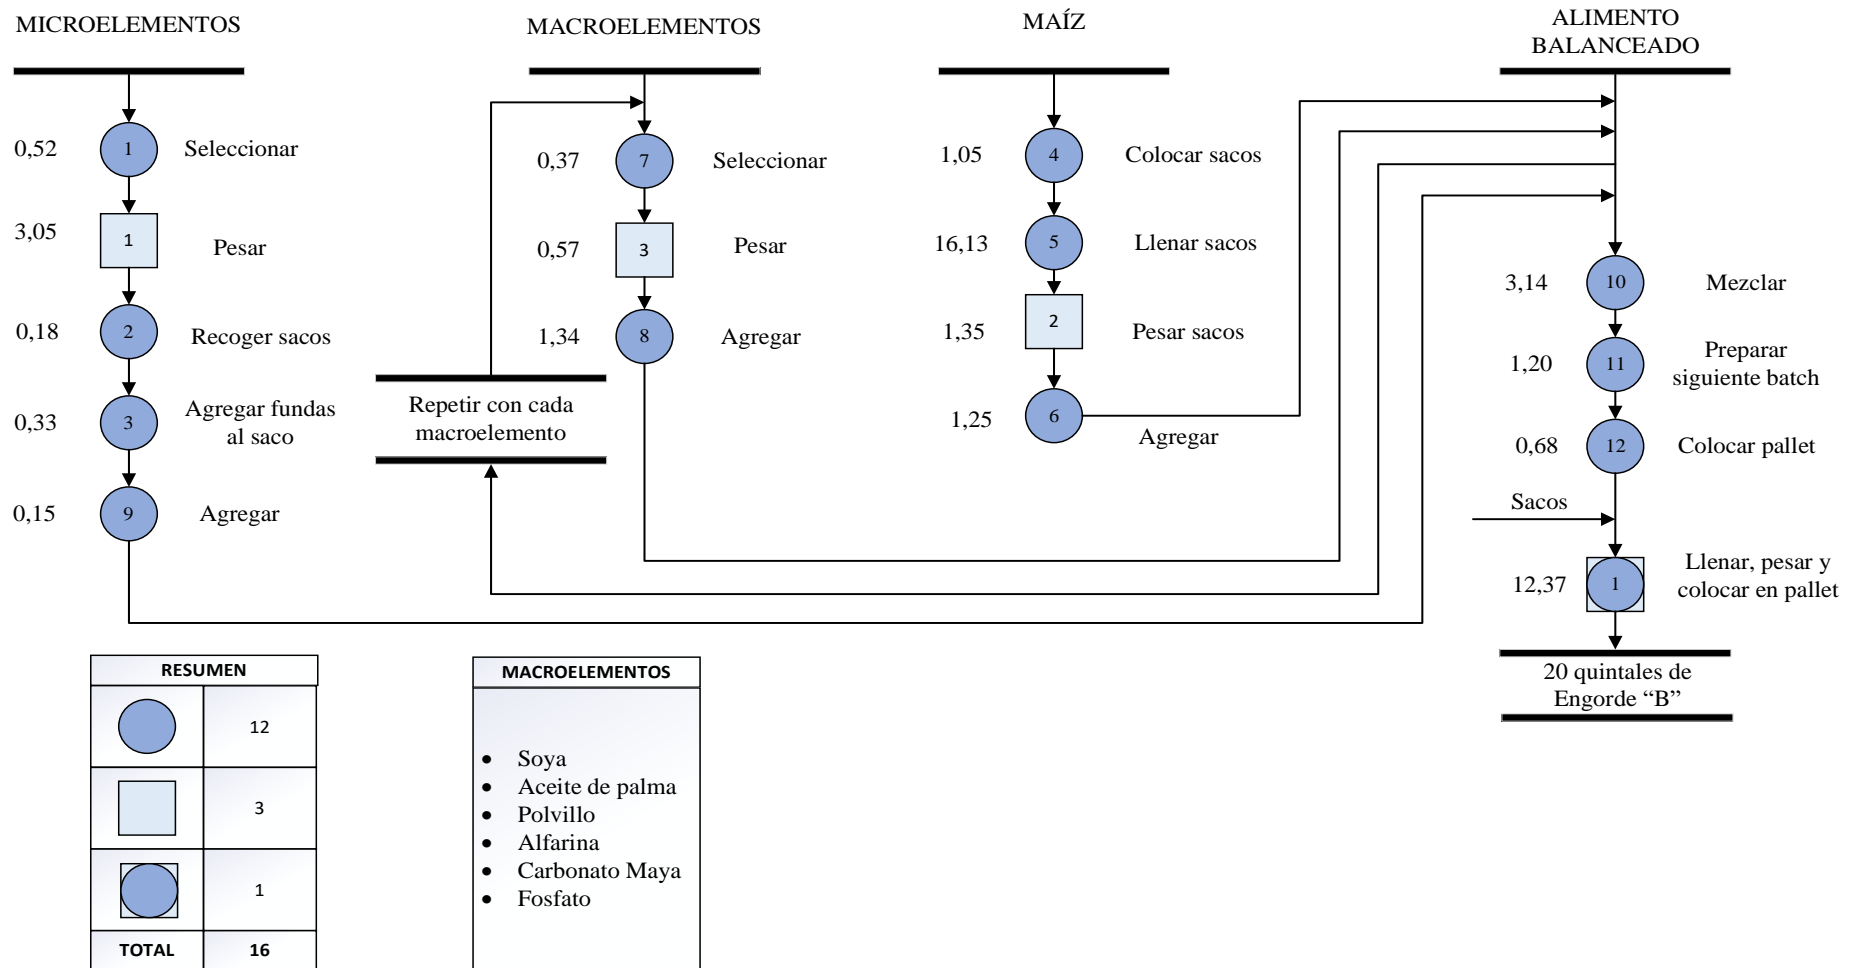 MICROELEMENTOS
0,52
1
Seleccionar
3,05
1
Pesar
0,18
2
Recoger sacos
0,33
3
Agregar fundas
al saco
0,15
9
Agregar
MACROELEMENTOS
0,37
7
Seleccionar
0,57
3
Pesar
1,34
8
Agregar
Repetir con cada
macroelemento
MAÍZ
1,05
4
Colocar sacos
16,13
5
Llenar sacos
1,35
2
Pesar sacos
1,25
6
Agregar
ALIMENTO
BALANCEADO
3,14
10
Mezclar
1,20
11
Preparar
siguiente batch
0,68
12
Colocar pallet
Sacos
12,37
1
Llenar, pesar y
colocar en pallet
20 quintales de
Engorde “B”
RESUMEN
12
3
1
TOTAL 16
MACROELEMENTOS
• Soya
• Aceite de palma
• Polvillo
• Alfarina
• Carbonato Maya
• Fosfato